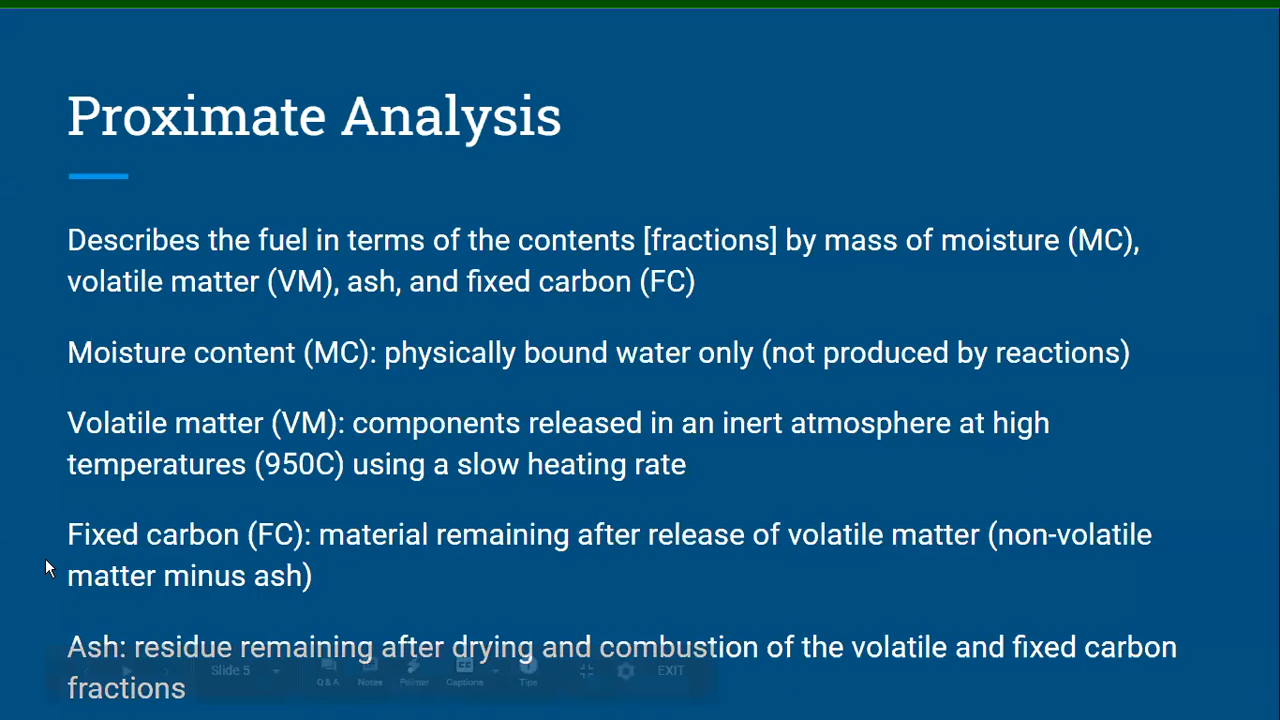 Proximate Analysis
Describes the fuel in terms of the contents [fractions] by mass of moisture (MC),
volatile matter (VM), ash, and fixed carbon (FC)
Moisture content (MC): physically bound water only (not produced by reactions)
Volatile matter (VM): components released in an inert atmosphere at high
temperatures (950C) using a slow heating rate
Fixed carbon (FC): material remaining after release of volatile matter (non-volatile
matter minus ash)
Ash: residue remaining after drying and combustion of the volatile and fixed carbon
fractions
Slide 5
Q&A Notes Pointer Captions Tips
EXIT